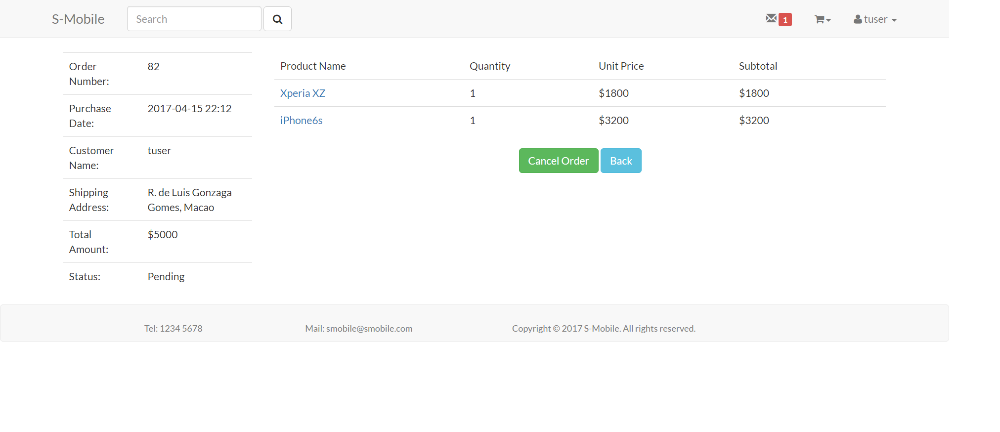 S-Mobile
Search
1
tuser
Order 82
Number:
Purchase 2017-04-15 22:12
Date:
Customer tuser
Name:
Shipping R. de Luis Gonzaga
Address: Gomes, Macao
Total $5000
Amount:
Status: Pending
Product Name Quantity Unit Price Subtotal
Xperia XZ 1 $1800 $1800
iPhone6s 1 $3200 $3200
Cancel Order Back
Tel: 1234 5678 Mail: smobile@smobile.com Copyright © 2017 S-Mobile. All rights reserved.